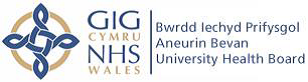 GIG
CYMRU
NHS
WALES
Bwrdd Iechyd Prifysgol
Aneurin Bevan
University Health Board